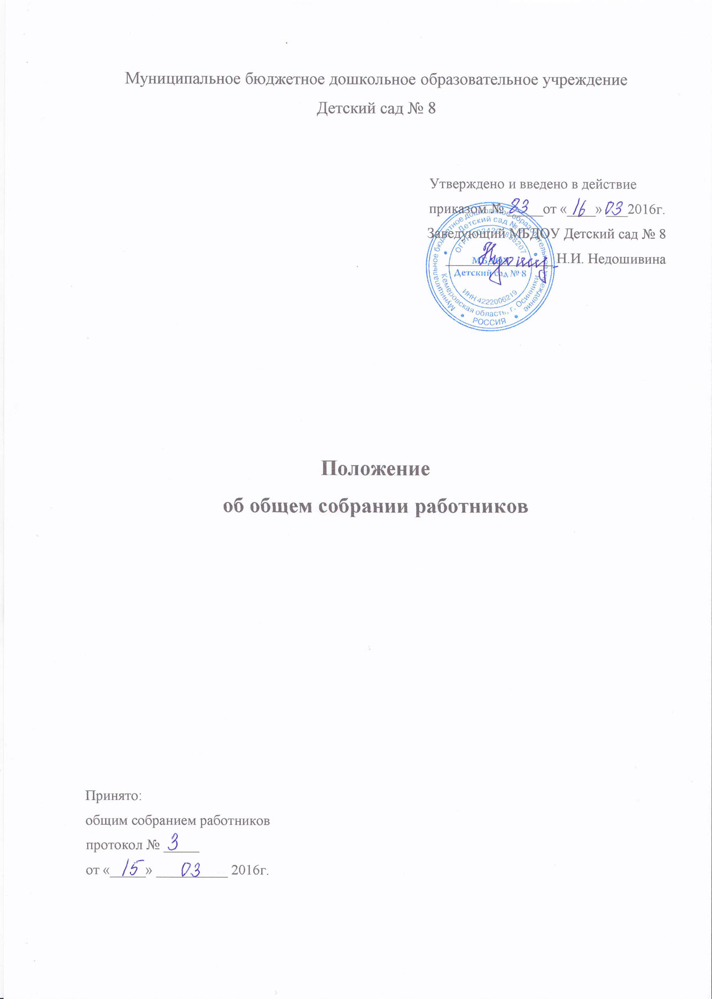 Муниципальное бюджетное дошкольное образовательное учреждение
Детский сад № 8
Утверждено и введено в действие
приказом № 23 от «16» 03 2016г.
Заведующий МБДОУ Детский сад № 8
Н.И. Недошивина
Муниципальное бюджетное дошкольное образовательное учреждение
Детский сад № 8
ОГРН
МБДОУ
Детский сад № 8
ИНН 4222006219
Кемеровская область, г. Осинники
РОССИЯ
Положение
об общем собрании работников
Принято:
общим собранием работников
протокол № 3
от «15» 03 2016г.